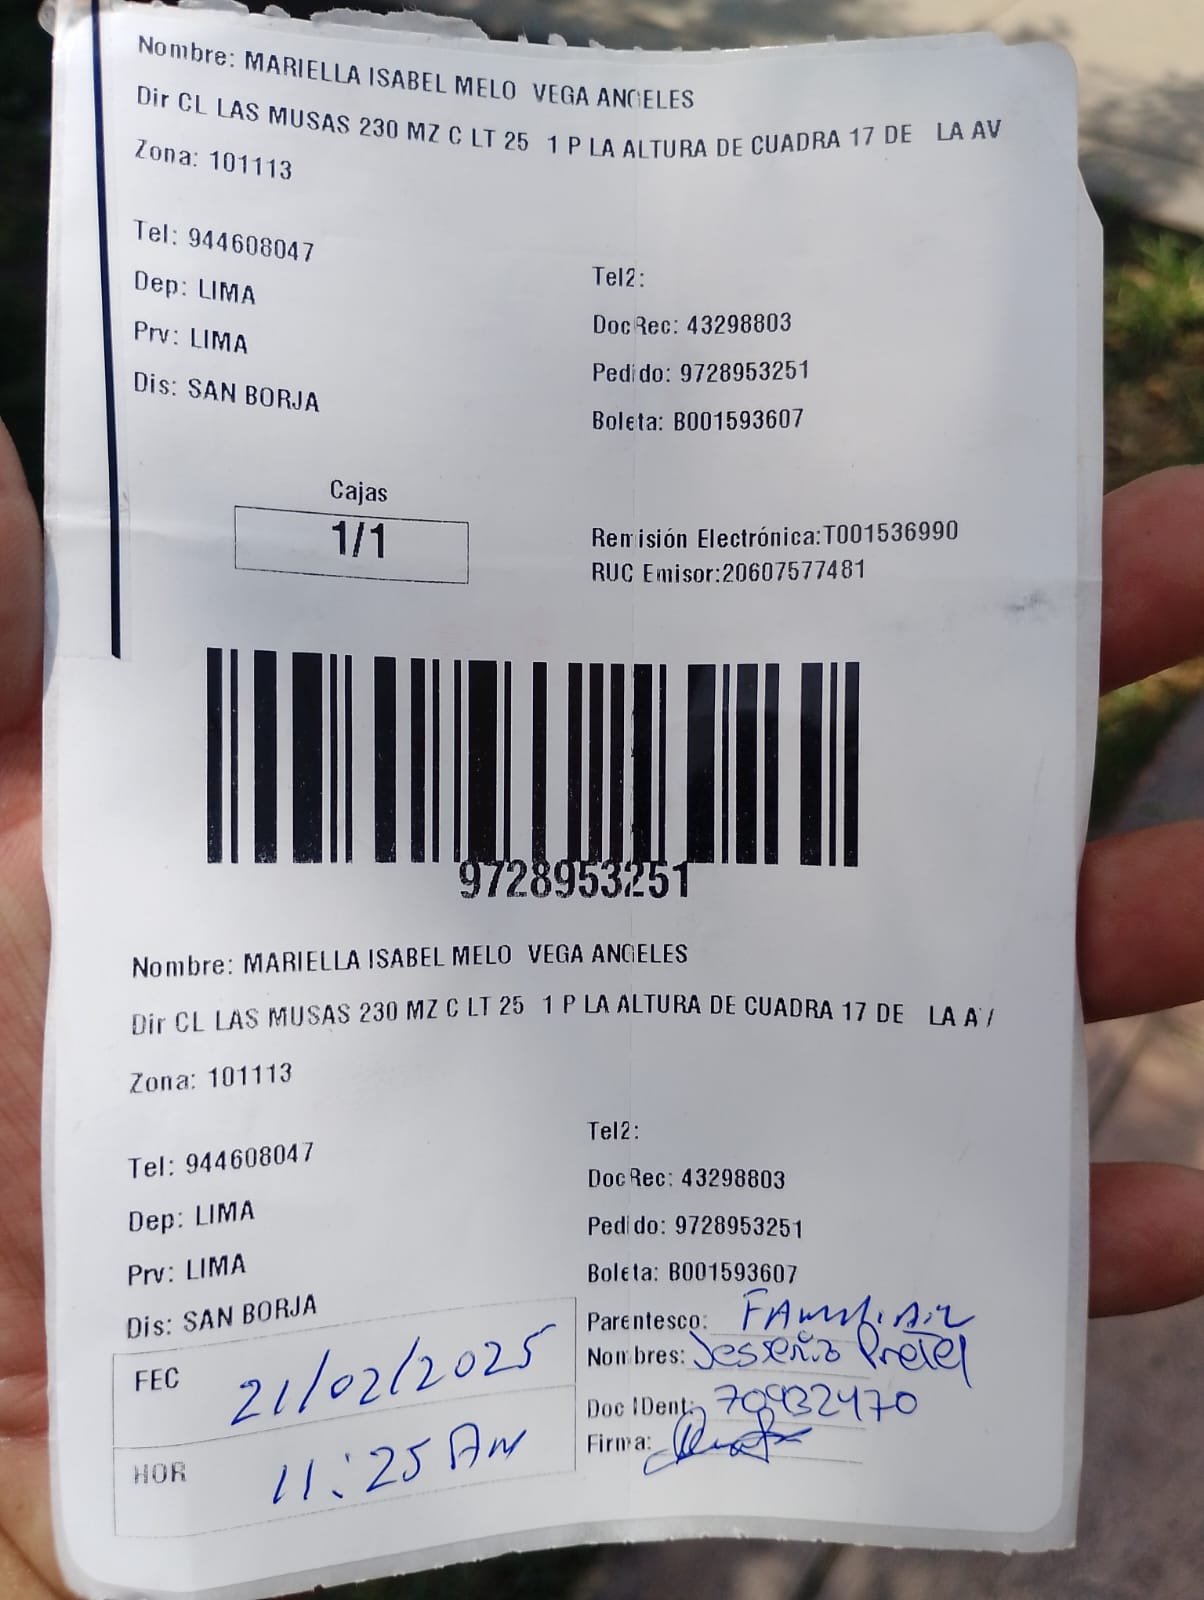 Nombre: MARIELLA ISABEL MELO VEGA ANGELES
Dir CL LAS MUSAS 230 MZ C LT 25 1 P LA ALTURA DE CUADRA 17 DE LA AV
Zona: 101113
Tel: 944608047
Dep: LIMA
Prv: LIMA
Dis: SAN BORJA
Tel2:
DocRec: 43298803
Pedido: 9728953251
Boleta: B001593607
Cajas
1/1
Remisión Electrónica:T001536990
RUC Emisor:20607577481
9728953251
Nombre: MARIELLA ISABEL MELO VEGA ANGELES
Dir CL LAS MUSAS 230 MZ C LT 25 1 P LA ALTURA DE CUADRA 17 DE LA AV
Zona: 101113
Tel: 944608047
Dep: LIMA
Prv: LIMA
Dis: SAN BORJA
Tel2:
DocRec: 43298803
Pedido: 9728953251
Boleta: B001593607
Parentesco: FAmiliAr
Nombres: Pretel
Doc IDent: 70932470
Firma:
FEC 21/02/2025
HOR 11:25 Am